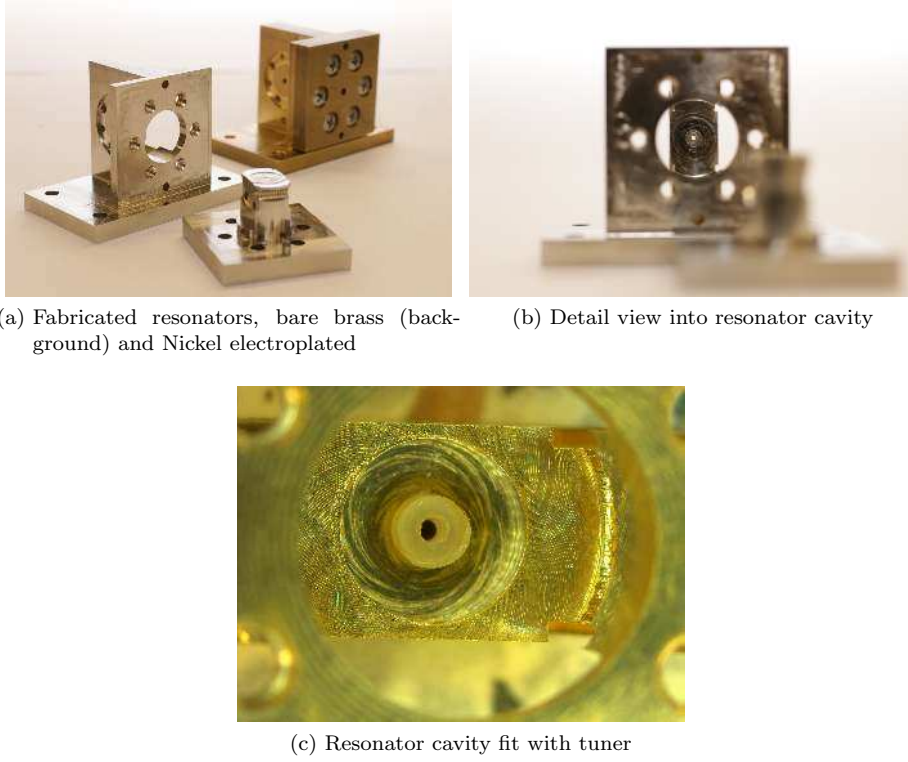 (a) Fabricated resonators, bare brass (back-
ground) and Nickel electroplated
(b) Detail view into resonator cavity
(c) Resonator cavity fit with tuner